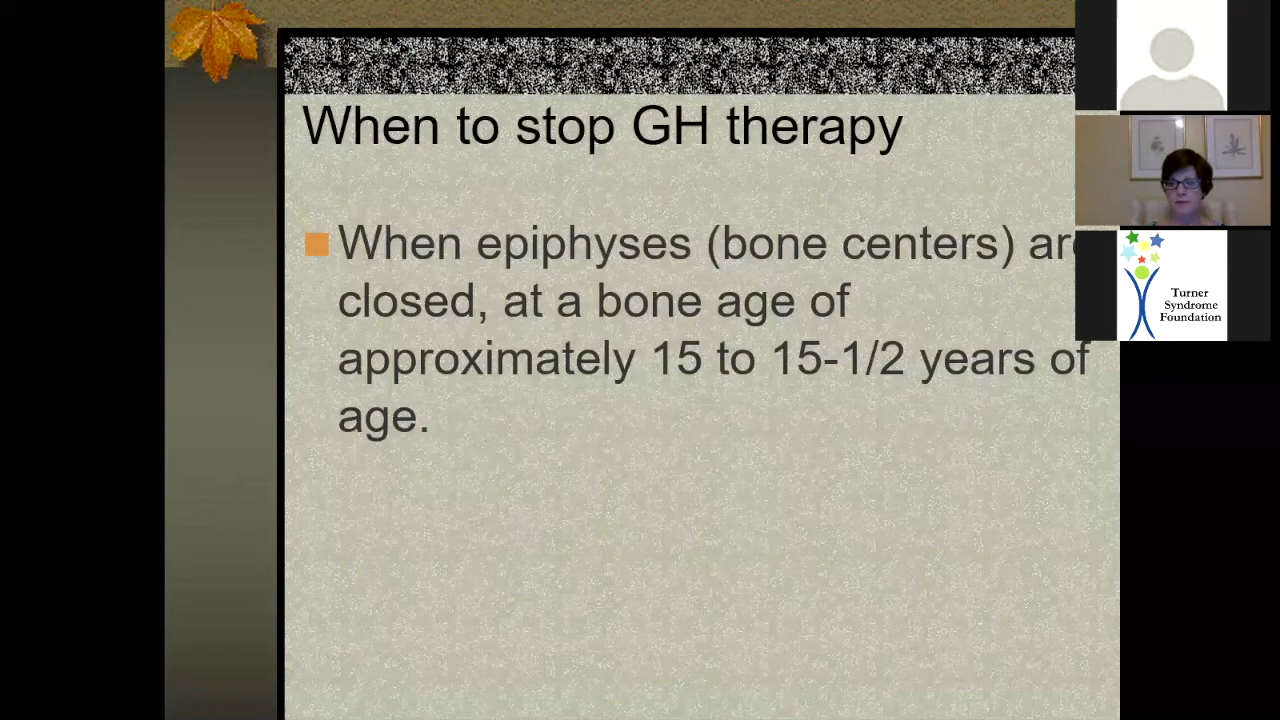 When to stop GH therapy
When epiphyses (bone centers) are
closed, at a bone age of
approximately 15 to 15-1/2 years of
age.
Turner
Syndrome
Foundation